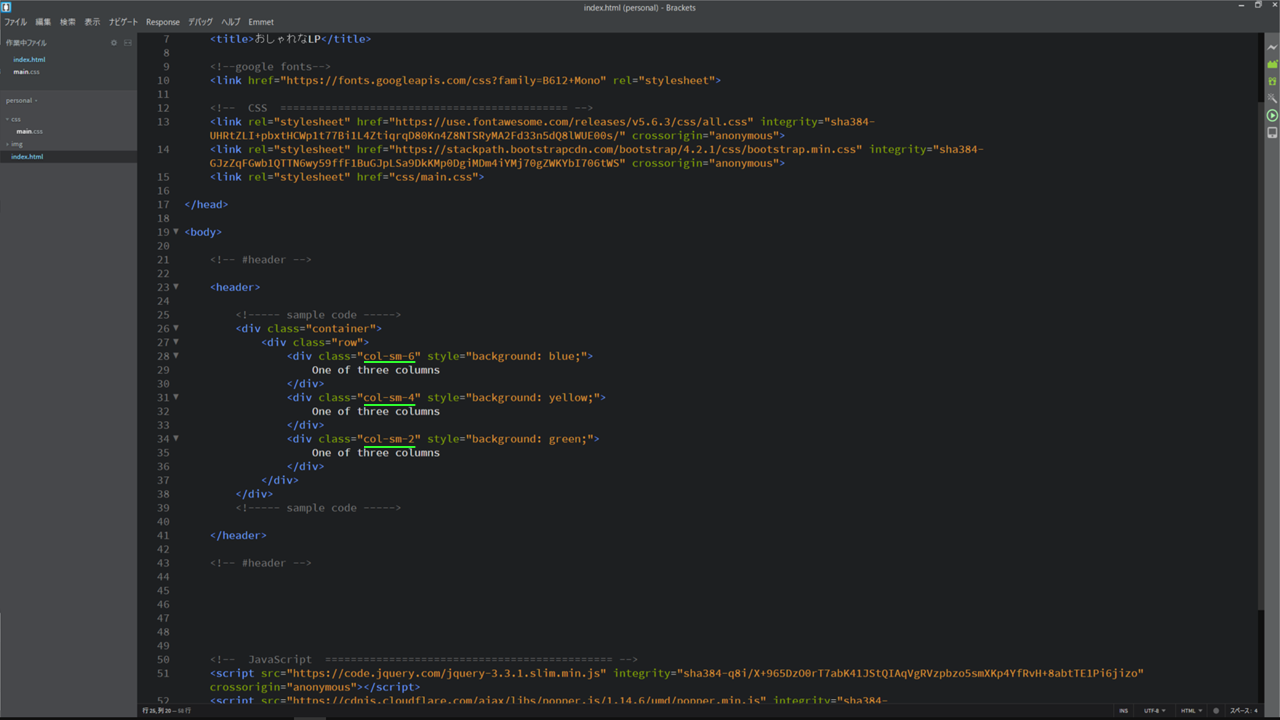 index.html (personal) - Brackets
ファイル 編集 検索 表示 ナビゲート Response デバッグ ヘルプ Emmet
作業中ファイル
index.html
main.css
personal
css
main.css
img
index.html
7 <title>おしゃれなLP</title>
8
9 <!--google fonts-->
10 <link href="https://fonts.googleapis.com/css?family=B612+Mono" rel="stylesheet">
11
12 <!-- CSS ============================================= -->
13 <link rel="stylesheet" href="https://use.fontawesome.com/releases/v5.6.3/css/all.css" integrity="sha384-
UHRtZLI+pbxtHCWp1t77Bi1L4ZtiqrqD80Kn4Z8NTSRyMA2Fd33n5dQ8lWUE00s/" crossorigin="anonymous">
14 <link rel="stylesheet" href="https://stackpath.bootstrapcdn.com/bootstrap/4.2.1/css/bootstrap.min.css" integrity="sha384-
GJzZqFGwb1QTTN6wy59ffF1BuGJpLSa9DkKMp0DgiMDm4iYMj70gZWKYbI706tWS" crossorigin="anonymous">
15 <link rel="stylesheet" href="css/main.css">
16
17 </head>
18
19 <body>
20
21 <!-- #header -->
22
23 <header>
24
25 <!----- sample code ----->
26 <div class="container">
27 <div class="row">
28 <div class="col-sm-6" style="background: blue;">
29 One of three columns
30 </div>
31 <div class="col-sm-4" style="background: yellow;">
32 One of three columns
33 </div>
34 <div class="col-sm-2" style="background: green;">
35 One of three columns
36 </div>
37 </div>
38 </div>
39 <!----- sample code ----->
40
41 </header>
42
43 <!-- #header -->
44
45
46
47
48
49
50 <!-- JavaScript ============================================= -->
51 <script src="https://code.jquery.com/jquery-3.3.1.slim.min.js" integrity="sha384-q8i/X+965DzO0rT7abK41JStQIAqVgRVzpbzo5smXKp4YfRvH+8abtTE1Pi6jizo"
crossorigin="anonymous"></script>
52 <script src="https://cdnjs.cloudflare.com/ajax/libs/popper.js/1.14.6/umd/popper.min.js" integrity="sha384-
行 25, 列 20 — 56 行 INS UTF-8 HTML スペース: 4